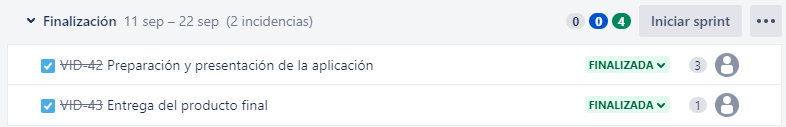 Finalización 11 sep – 22 sep (2 incidencias) 0 0 4 Iniciar sprint •••
VID-42 Preparación y presentación de la aplicación FINALIZADA 3
VID-43 Entrega del producto final FINALIZADA 1